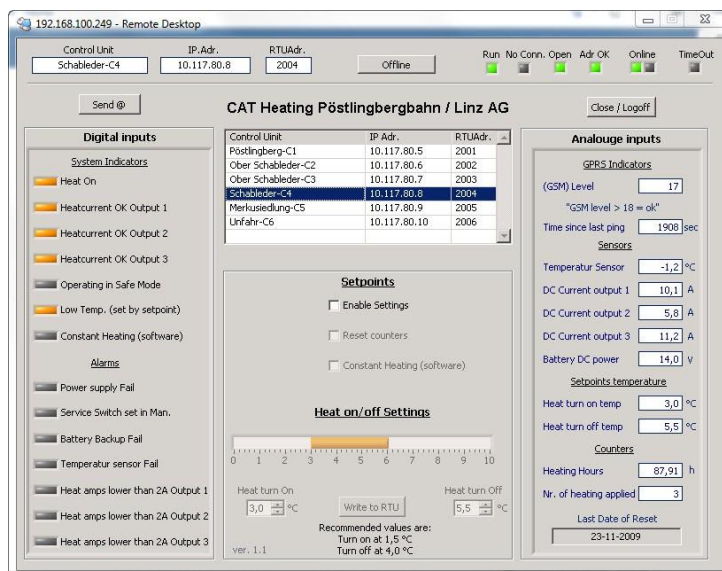 192.168.100.249 - Remote Desktop
Control Unit IP.Adr. RTUAdr. Run No Conn. Open Adr OK Online TimeOut
Schableder-C4 10.117.80.8 2004 Offline
Send @ CAT Heating Pöstlingbergbahn / Linz AG Close / Logoff
Digital inputs
System Indicators
Heat On
Heatcurrent OK Output 1
Heatcurrent OK Output 2
Heatcurrent OK Output 3
Operating in Safe Mode
Low Temp. (set by setpoint)
Constant Heating (software)
Alarms
Power supply Fail
Service Switch set in Man.
Battery Backup Fail
Temperatur sensor Fail
Heat amps lower than 2A Output 1
Heat amps lower than 2A Output 2
Heat amps lower than 2A Output 3
Control Uinit IP Adr. RTUAdr.
Pöstlingberg-C1 10.117.80.5 2001
Ober Schableder-C2 10.117.80.6 2002
Ober Schableder-C3 10.117.80.7 2003
Schableder-C4 10.117.80.8 2004
Merkusiedlung-C5 10.117.80.9 2005
Unfahr-C6 10.117.80.10 2006
Setpoints
Enable Settings
Reset counters
Constant Heating (software)
Heat on/off Settings
0 1 2 3 4 5 6 7 8 9 10
Heat turn On Heat turn Off
3,0 °C Write to RTU 5,5 °C
Recommended values are:
Turn on at 1,5 °C
ver. 1.1 Turn off at 4,0 °C
Analouge inputs
GPRS Indicators
(GSM) Level 17
"GSM level > 18 = ok"
Time since last ping 1908 sec
Sensors
Temperatur Sensor -1,2 °C
DC Current output 1 10,1 A
DC Current output 2 5,8 A
DC Current output 3 11,2 A
Battery DC power 14,0 V
Setpoints temperature
Heat turn on temp 3,0 °C
Heat turn off temp 5,5 °C
Counters
Heating Hours 87,91 h
Nr. of heating applied 3
Last Date of Reset
23-11-2009